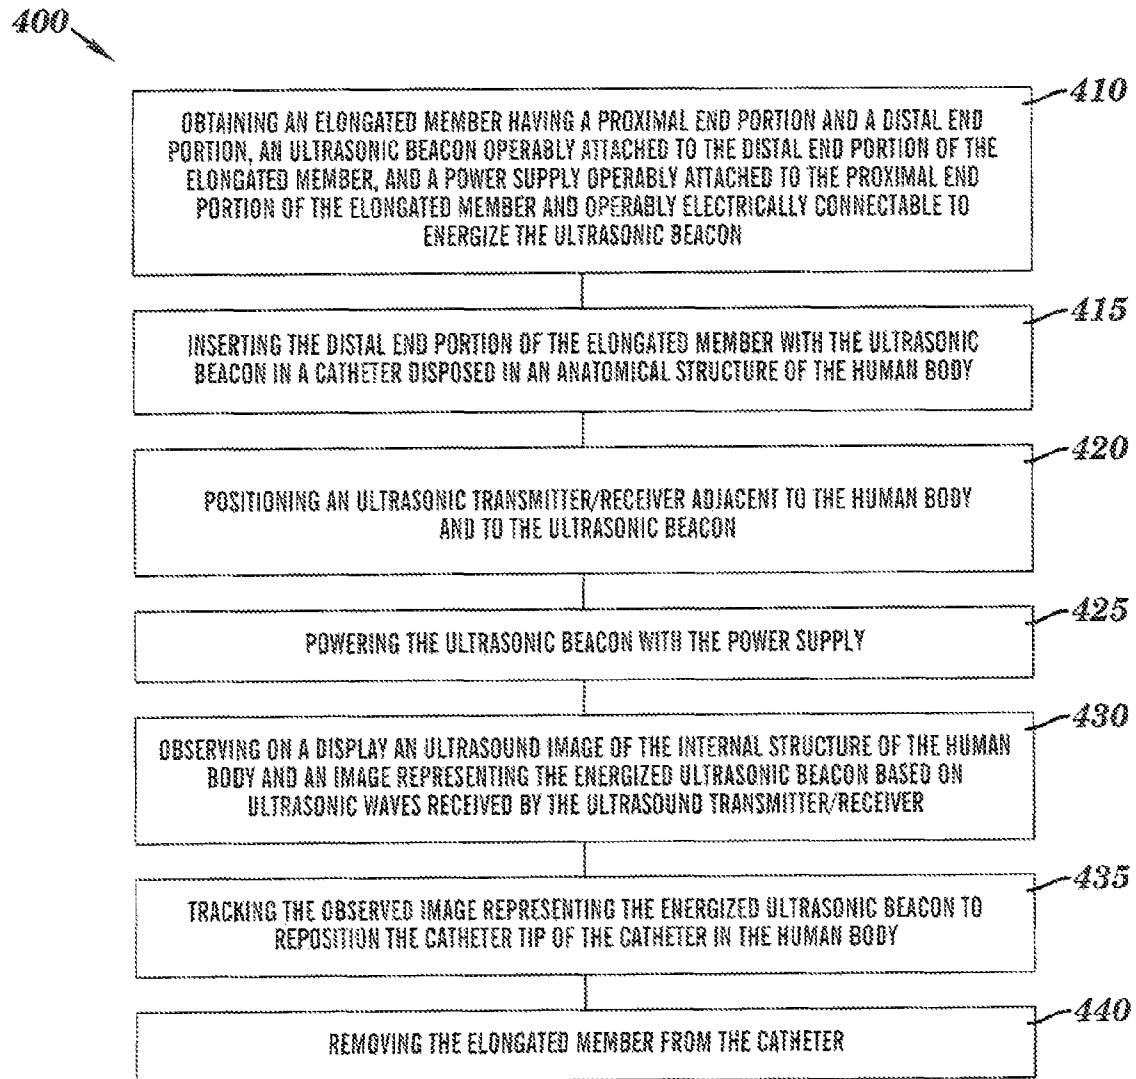 400
410
OBTAINING AN ELONGATED MEMBER HAVING A PROXIMAL END PORTION AND A DISTAL END
PORTION, AN ULTRASONIC BEACON OPERABLY ATTACHED TO THE DISTAL END PORTION OF THE
ELONGATED MEMBER, AND A POWER SUPPLY OPERABLY ATTACHED TO THE PROXIMAL END
PORTION OF THE ELONGATED MEMBER AND OPERABLY ELECTRICALLY CONNECTABLE TO
ENERGIZE THE ULTRASONIC BEACON
415
INSERTING THE DISTAL END PORTION OF THE ELONGATED MEMBER WITH THE ULTRASONIC
BEACON IN A CATHETER DISPOSED IN AN ANATOMICAL STRUCTURE OF THE HUMAN BODY
420
POSITIONING AN ULTRASONIC TRANSMITTER/RECEIVER ADJACENT TO THE HUMAN BODY
AND TO THE ULTRASONIC BEACON
425
POWERING THE ULTRASONIC BEACON WITH THE POWER SUPPLY
430
OBSERVING ON A DISPLAY AN ULTRASOUND IMAGE OF THE INTERNAL STRUCTURE OF THE HUMAN
BODY AND AN IMAGE REPRESENTING THE ENERGIZED ULTRASONIC BEACON BASED ON
ULTRASONIC WAVES RECEIVED BY THE ULTRASOUND TRANSMITTER/RECEIVER
435
TRACKING THE OBSERVED IMAGE REPRESENTING THE ENERGIZED ULTRASONIC BEACON TO
REPOSITION THE CATHETER TIP OF THE CATHETER IN THE HUMAN BODY
440
REMOVING THE ELONGATED MEMBER FROM THE CATHETER